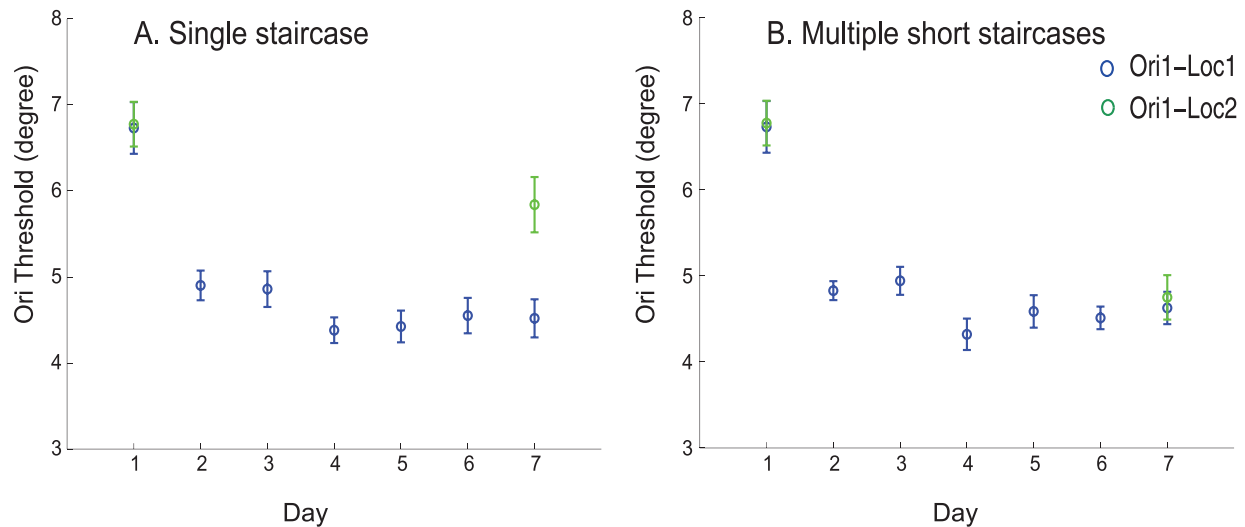 A. Single staircase
Ori Threshold (degree)
8
7
6
5
4
3
1 2 3 4 5 6 7
Day
B. Multiple short staircases
Ori1–Loc1
Ori1–Loc2
Ori Threshold (degree)
8
7
6
5
4
3
1 2 3 4 5 6 7
Day